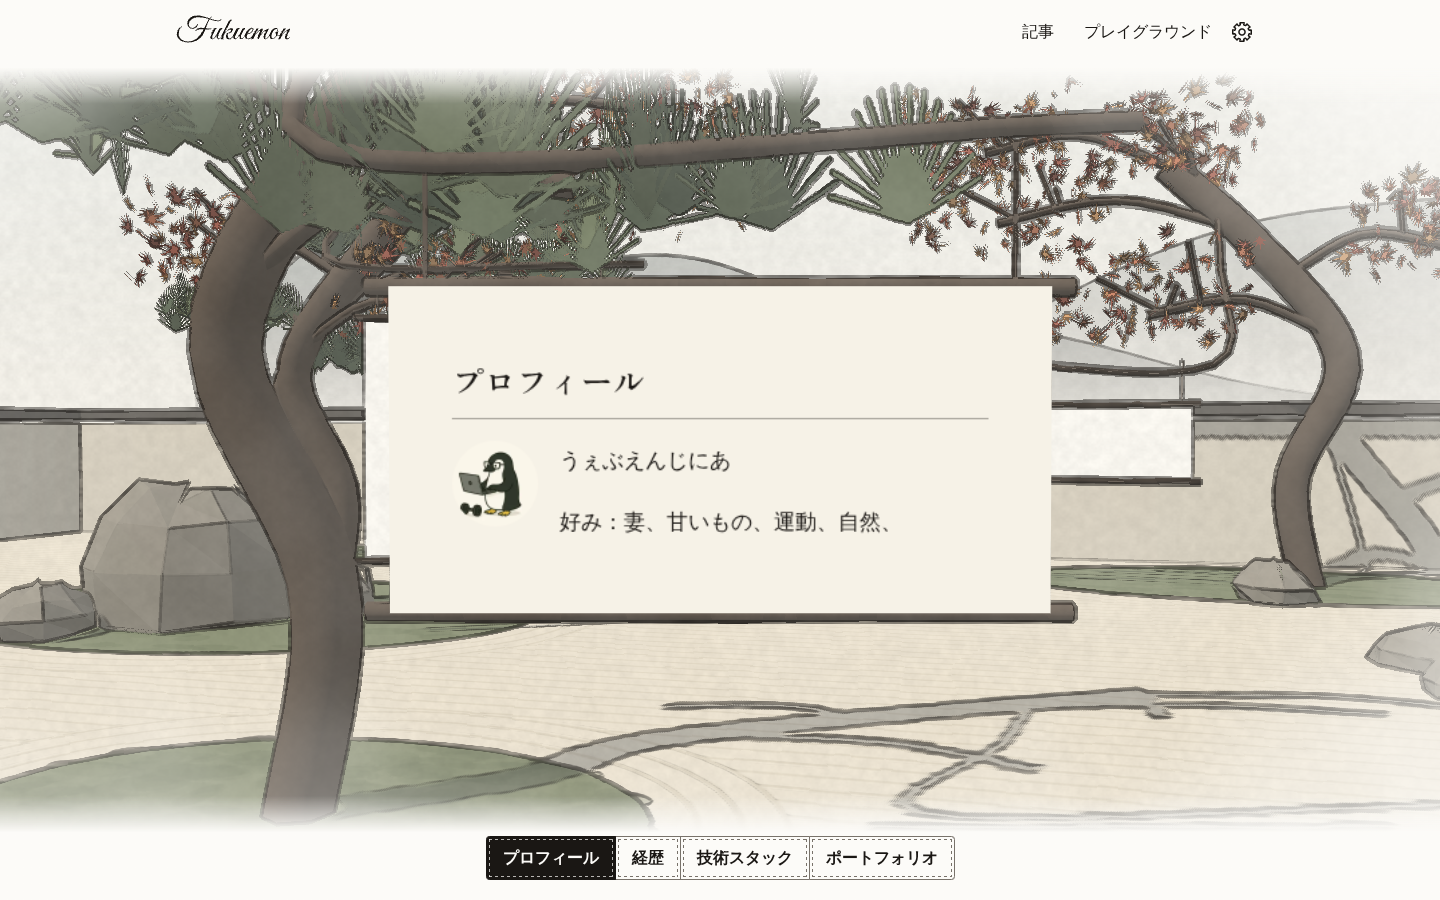 Fukuemon
記事
プレイグラウンド
プロフィール
うぇぶえんじにあ
好み：妻、甘いもの、運動、自然、
プロフィール
経歴
技術スタック
ポートフォリオ